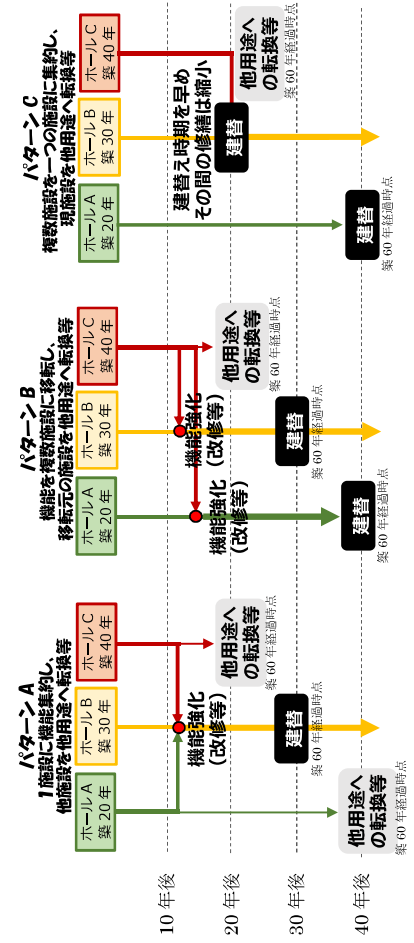 パターンA
1施設に機能集約し、
他施設を他用途へ転換等
ホールA
築20年
ホールB
築30年
ホールC
築40年
機能強化
（改修等）
他用途へ
の転換等
築60年経過時点
建替
築60年経過時点
他用途へ
の転換等
築60年経過時点
パターンB
機能を複数施設に移転し、
移転元の施設を他用途へ転換等
ホールA
築20年
ホールB
築30年
ホールC
築40年
機能強化
（改修等）
機能強化
（改修等）
他用途へ
の転換等
築60年経過時点
建替
築60年経過時点
建替
築60年経過時点
パターンC
複数施設を一つの施設に集約し、
現施設を他用途へ転換等
ホールA
築20年
ホールB
築30年
ホールC
築40年
建替え時期を早め
その間の修繕は縮小
建替
他用途へ
の転換等
築60年経過時点
建替
築60年経過時点
10年後
20年後
30年後
40年後